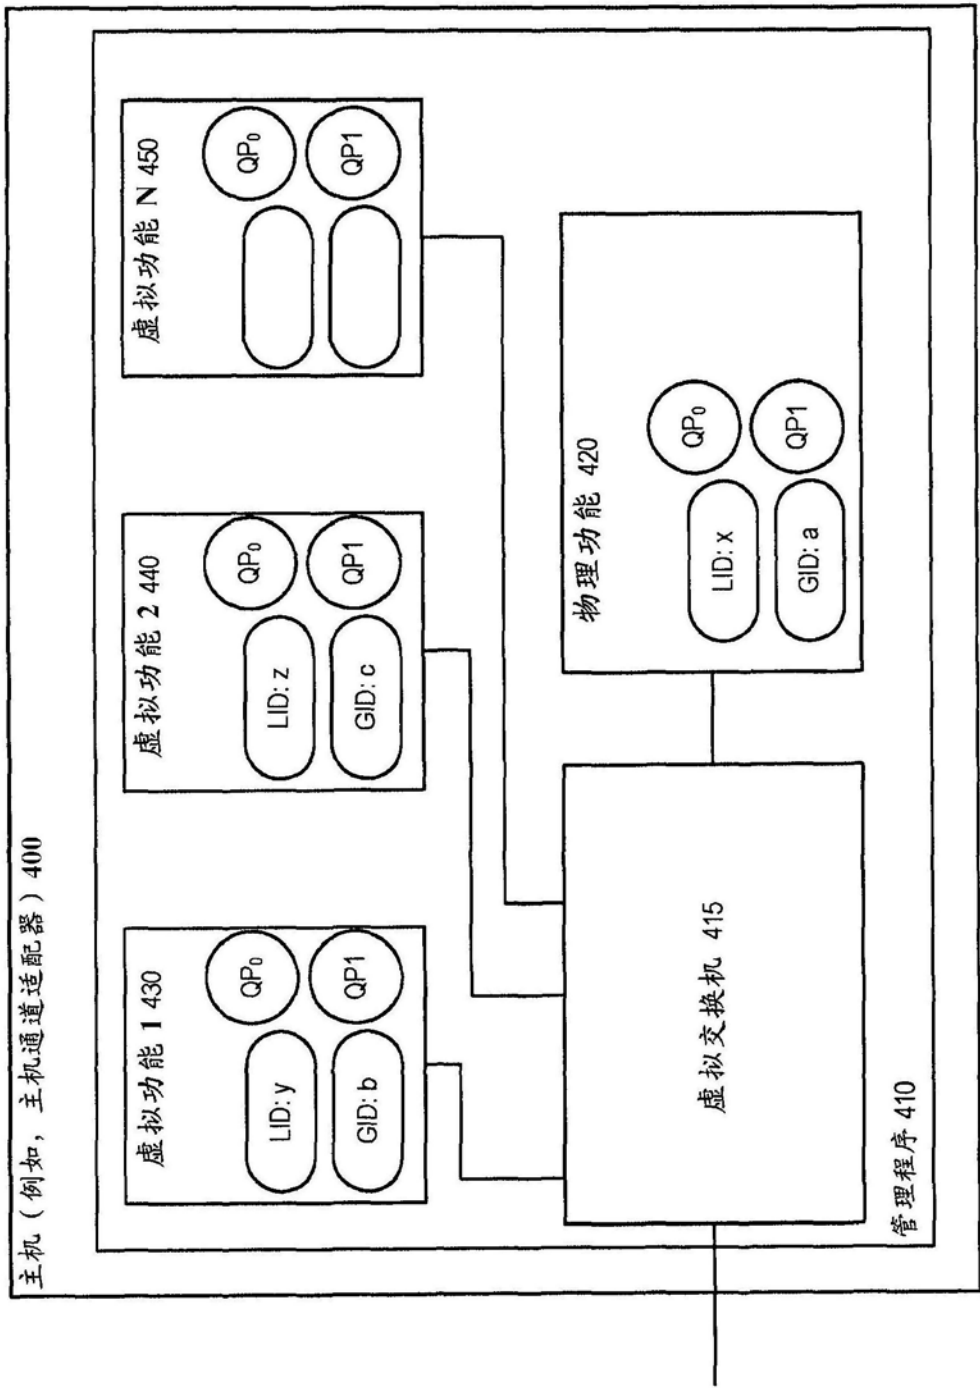 主机（例如，主机通道适配器）400
虚拟功能 1 430
LID: y
QP₀
GID: b
QP1
虚拟功能 2 440
LID: z
QP₀
GID: c
QP1
虚拟功能 N 450
QP₀
QP1
虚拟交换机 415
物理功能 420
LID: x
QP₀
GID: a
QP1
管理程序 410